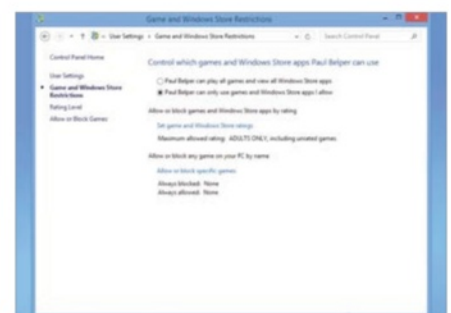 Game and Windows Store Restrictions
User Settings ▸ Game and Windows Store Restrictions
Search Control Panel
Control Panel Home
User Settings
Game and Windows Store Restrictions
Rating Level
Allow or Block Games
Control which games and Windows Store apps Paul Belper can use
Paul Belper can play all games and view all Windows Store apps
Paul Belper can only use games and Windows Store apps I allow
Allow or block games and Windows Store apps by rating
Set game and Windows Store ratings
Maximum allowed rating: ADULTS ONLY, including unrated games
Allow or block any game on your PC by name
Allow or block specific games
Always blocked: None
Always allowed: None